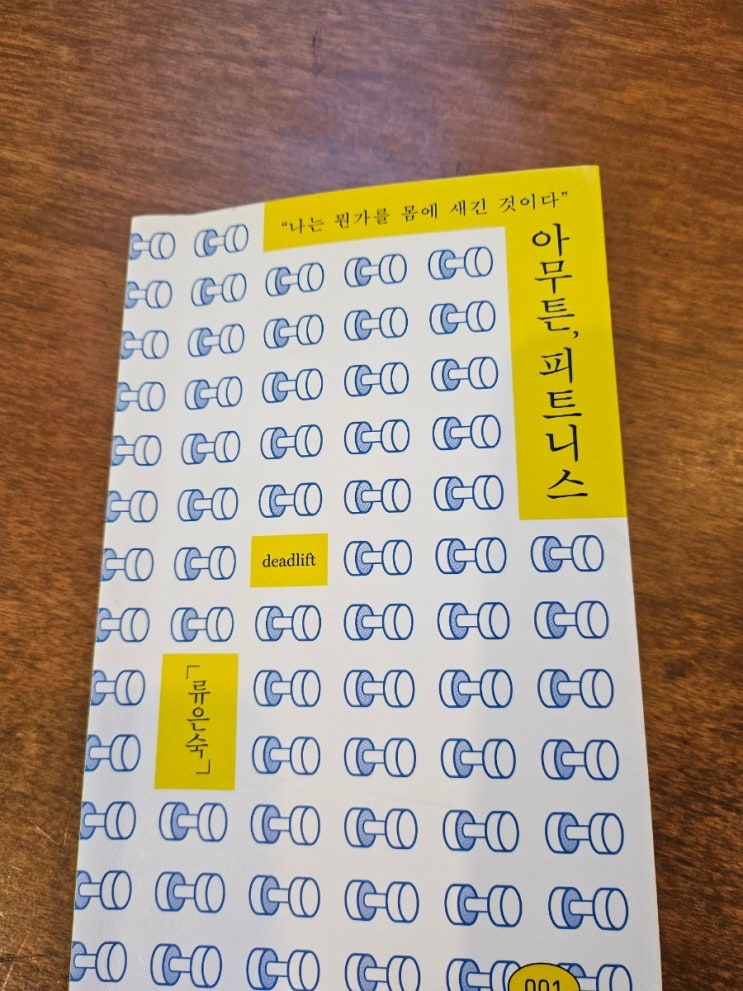 “나는 뭔가를 몸에 새긴 것이다”
아무튼, 피트니스
deadlift
「류은숙」
001